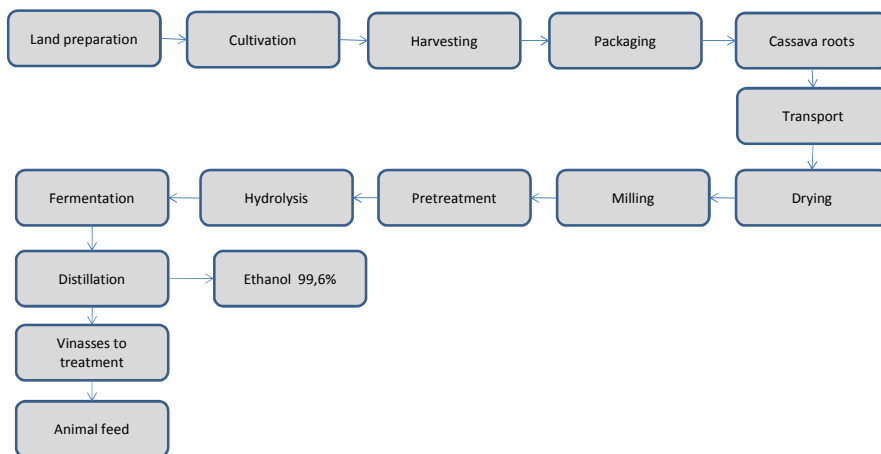 Land preparation
Cultivation
Harvesting
Packaging
Cassava roots
Transport
Fermentation
Hydrolysis
Pretreatment
Milling
Drying
Distillation
Ethanol 99,6%
Vinasses to
treatment
Animal feed